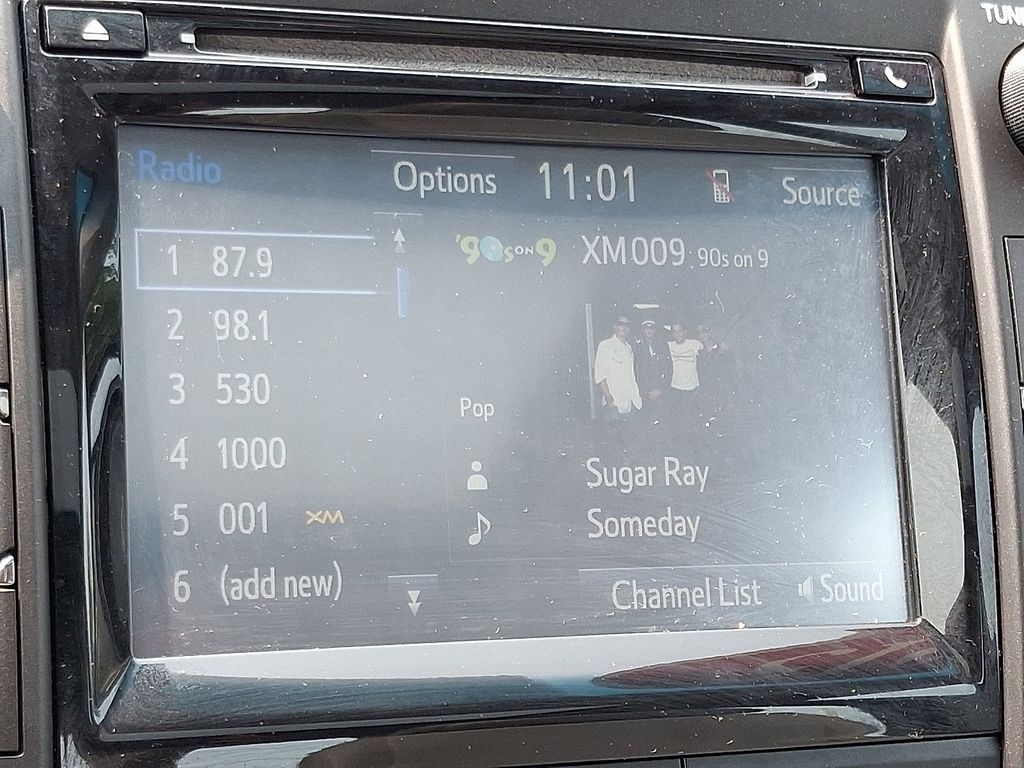 TUNE
Radio Options 11:01 Source
1 87.9
'90s ON 9 XM009 90s on 9
2 98.1
3 530
Pop
4 1000
Sugar Ray
5 001 XM
Someday
6 (add new)
Channel List Sound